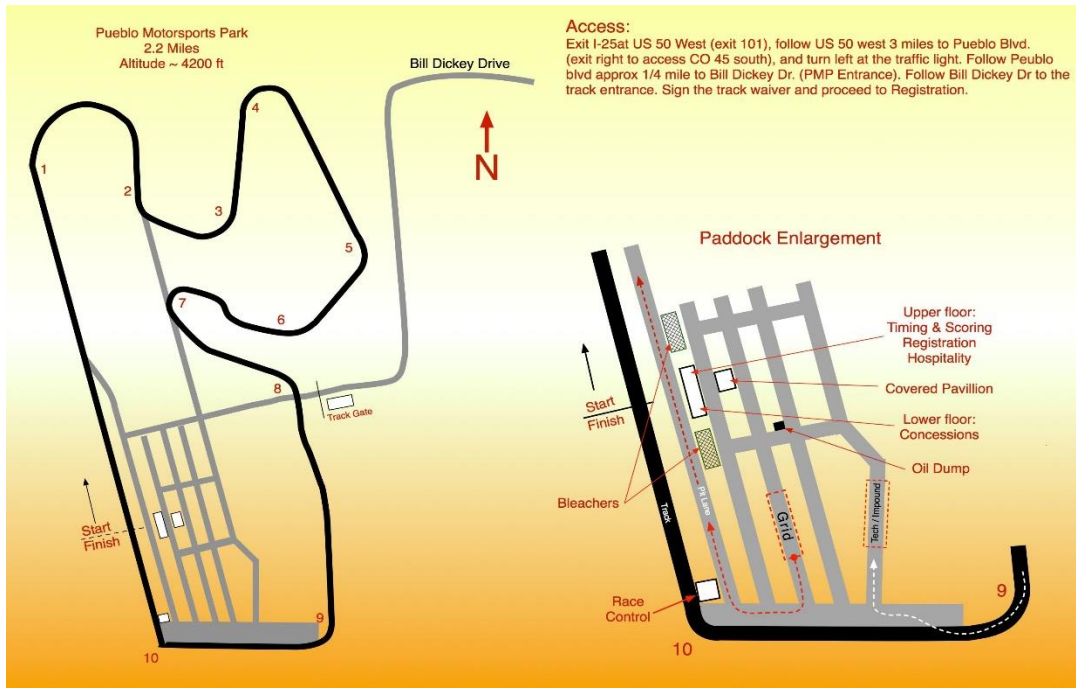 Pueblo Motorsports Park
2.2 Miles
Altitude ~ 4200 ft
Access:
Exit I-25at US 50 West (exit 101), follow US 50 west 3 miles to Pueblo Blvd.
(exit right to access CO 45 south), and turn left at the traffic light. Follow Peublo
blvd approx 1/4 mile to Bill Dickey Dr. (PMP Entrance). Follow Bill Dickey Dr to the
track entrance. Sign the track waiver and proceed to Registration.
Bill Dickey Drive
N
1
2
3
4
5
6
7
8
Track Gate
Start
Finish
9
10
Paddock Enlargement
Upper floor:
Timing & Scoring
Registration
Hospitality
Covered Pavillion
Lower floor:
Concessions
Oil Dump
Start
Finish
Bleachers
Track
Pit Lane
Grid
Tech / Impound
Race
Control
9
10